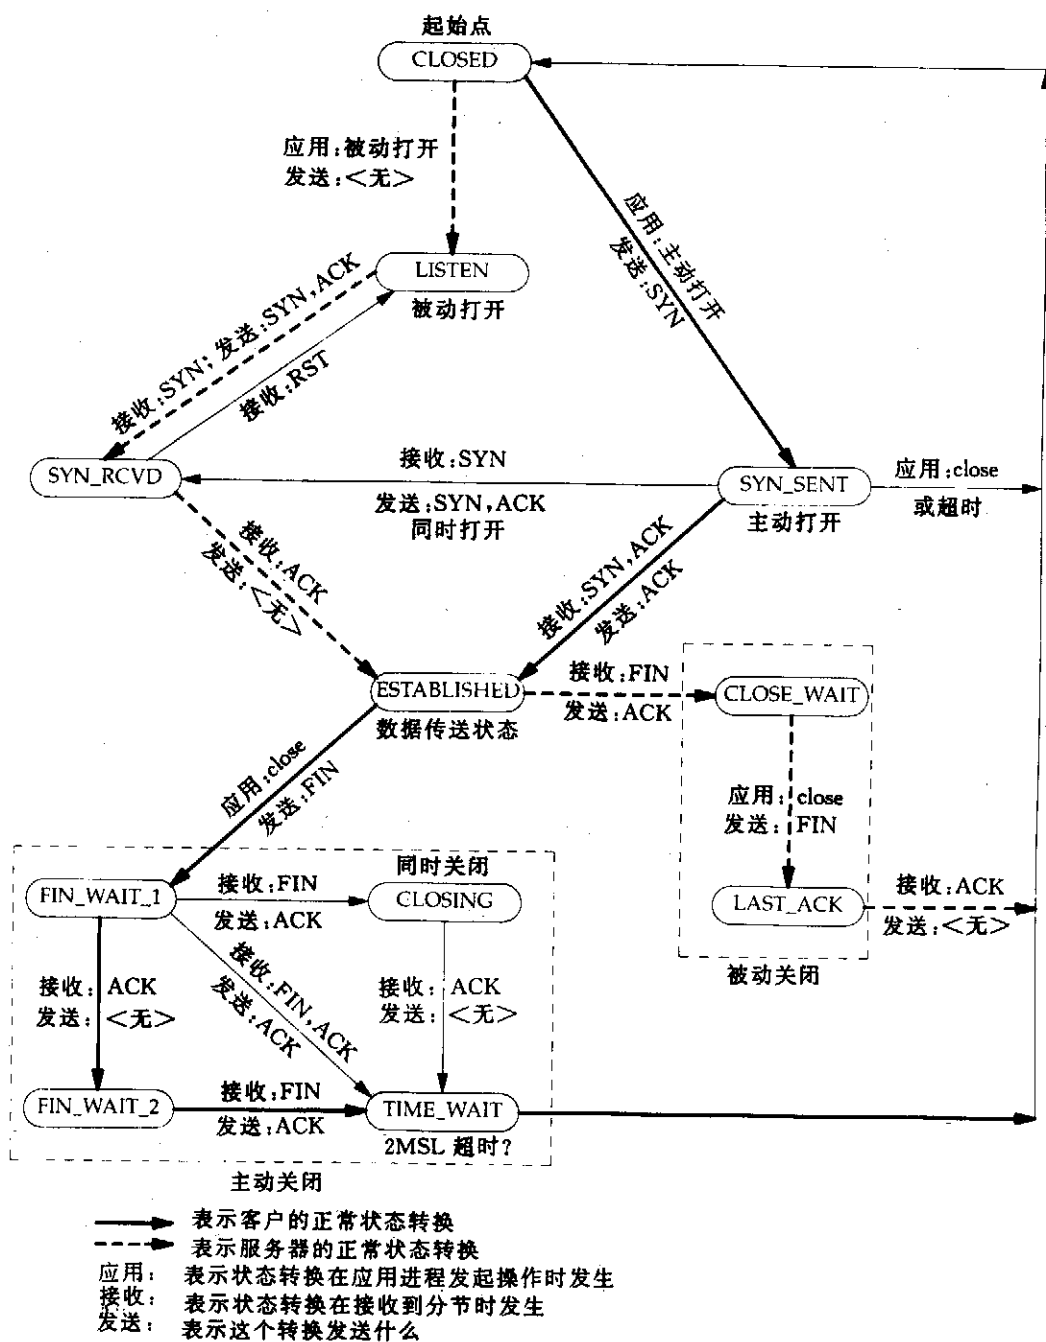 起始点
CLOSED
应用:被动打开
发送:<无>
应用:主动打开
发送:SYN
LISTEN
被动打开
接收:SYN; 发送:SYN,ACK
接收:RST
SYN_RCVD
接收:SYN
发送:SYN,ACK
同时打开
SYN_SENT
主动打开
应用:close
或超时
接收:ACK
发送:<无>
接收:SYN,ACK
发送:ACK
ESTABLISHED
数据传送状态
接收:FIN
发送:ACK
CLOSE_WAIT
应用:close
发送:FIN
应用: close
发送: FIN
同时关闭
FIN_WAIT_1
接收:FIN
发送:ACK
CLOSING
LAST_ACK
接收:ACK
发送:<无>
被动关闭
接收: ACK
发送: <无>
接收:FIN,ACK
发送:ACK
接收: ACK
发送: <无>
FIN_WAIT_2
接收:FIN
发送:ACK
TIME_WAIT
2MSL 超时?
主动关闭
表示客户的正常状态转换
表示服务器的正常状态转换
应用: 表示状态转换在应用进程发起操作时发生
接收: 表示状态转换在接收到分节时发生
发送: 表示这个转换发送什么